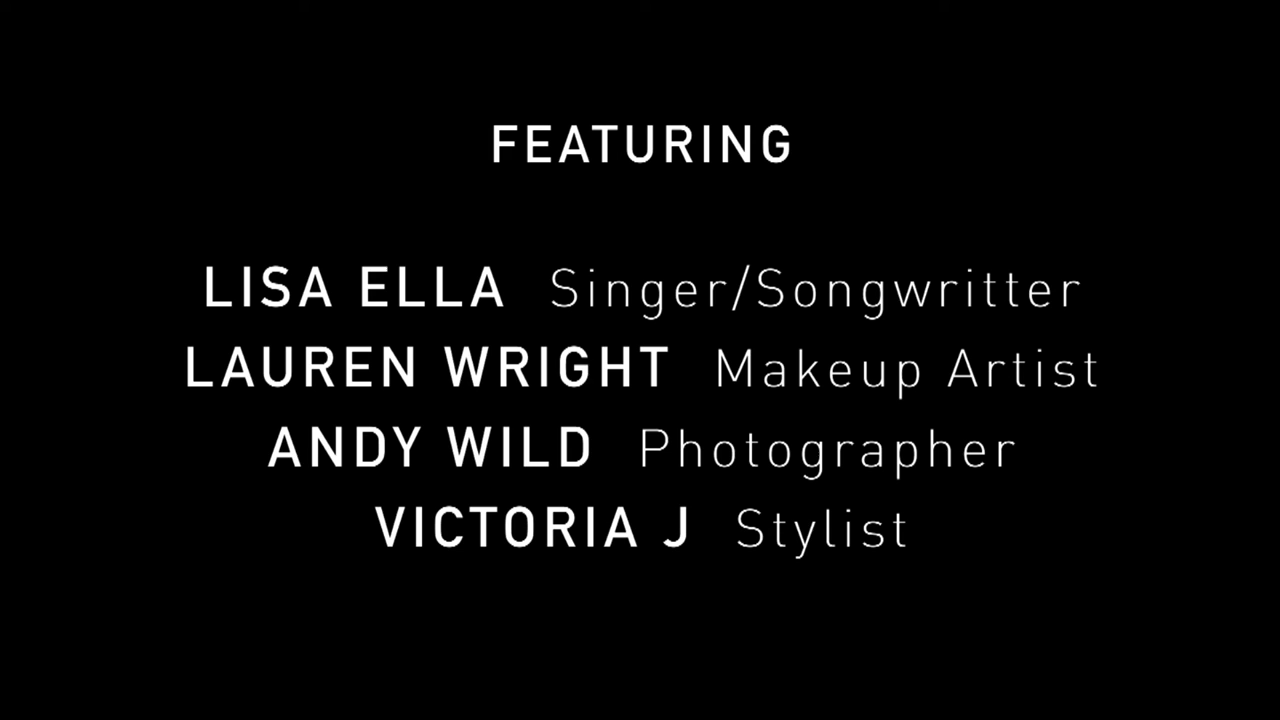 FEATURING
LISA ELLA Singer/Songwritter
LAUREN WRIGHT Makeup Artist
ANDY WILD Photographer
VICTORIA J Stylist